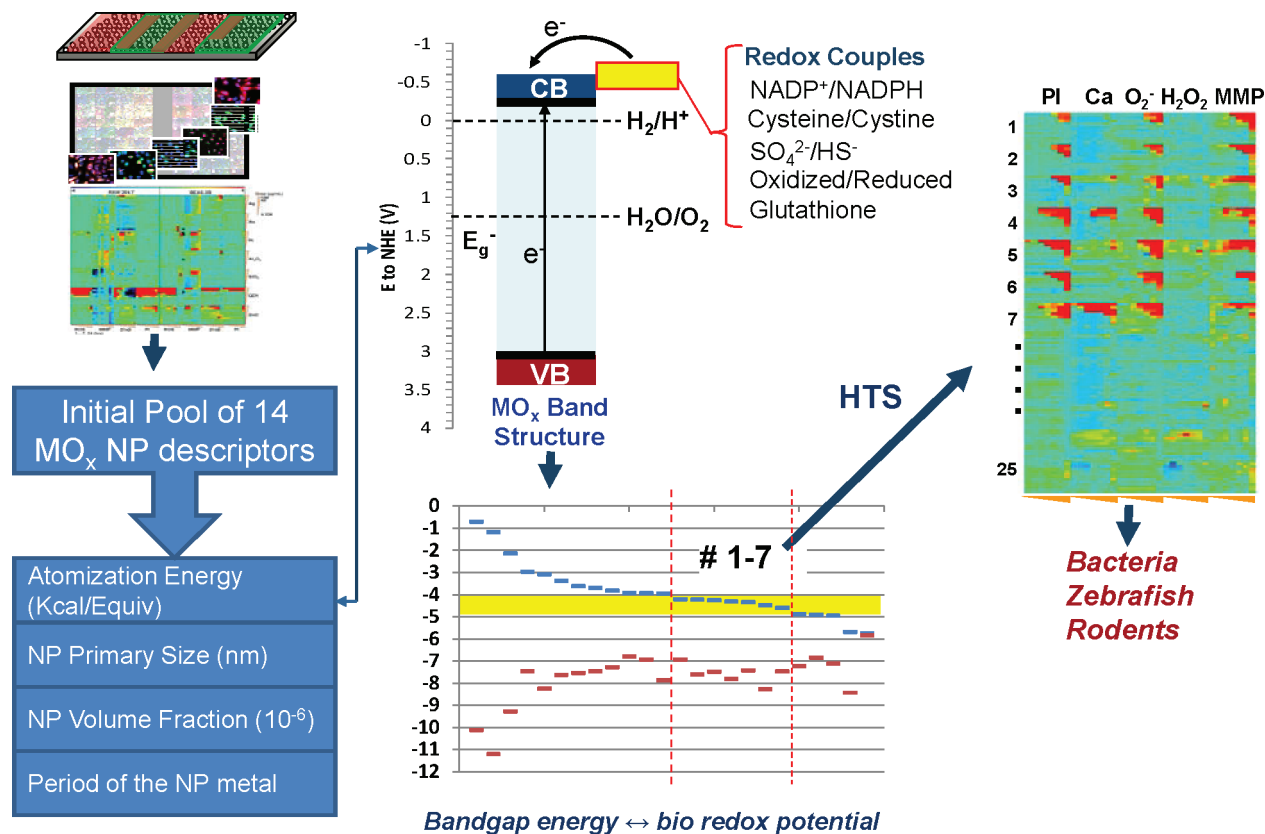 Initial Pool of 14
MOₓ NP descriptors
Atomization Energy
(Kcal/Equiv)
NP Primary Size (nm)
NP Volume Fraction (10⁻⁶)
Period of the NP metal
E to NHE (V)
-1
-0.5
0
0.5
1
1.5
2
2.5
3
3.5
4
e⁻
CB
H₂/H⁺
H₂O/O₂
E₉⁻
e⁻
VB
MOₓ Band
Structure
Redox Couples
NADP⁺/NADPH
Cysteine/Cystine
SO₄²⁻/HS⁻
Oxidized/Reduced
Glutathione
0
-1
-2
-3
-4
-5
-6
-7
-8
-9
-10
-11
-12
# 1-7
Bandgap energy ↔ bio redox potential
HTS
PI Ca O₂⁻ H₂O₂ MMP
1
2
3
4
5
6
7
25
Bacteria
Zebrafish
Rodents